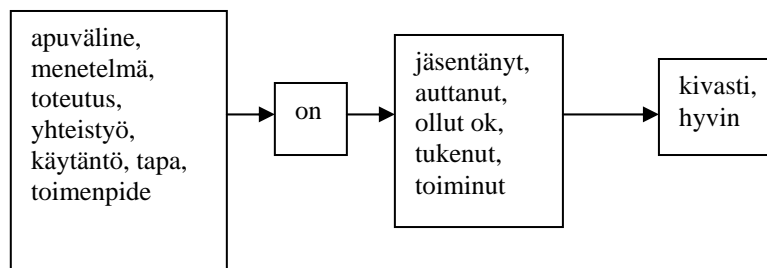 apuväline,
menetelmä,
toteutus,
yhteistyö,
käytäntö, tapa,
toimenpide
on
jäsentänyt,
auttanut,
ollut ok,
tukenut,
toiminut
kivasti,
hyvin